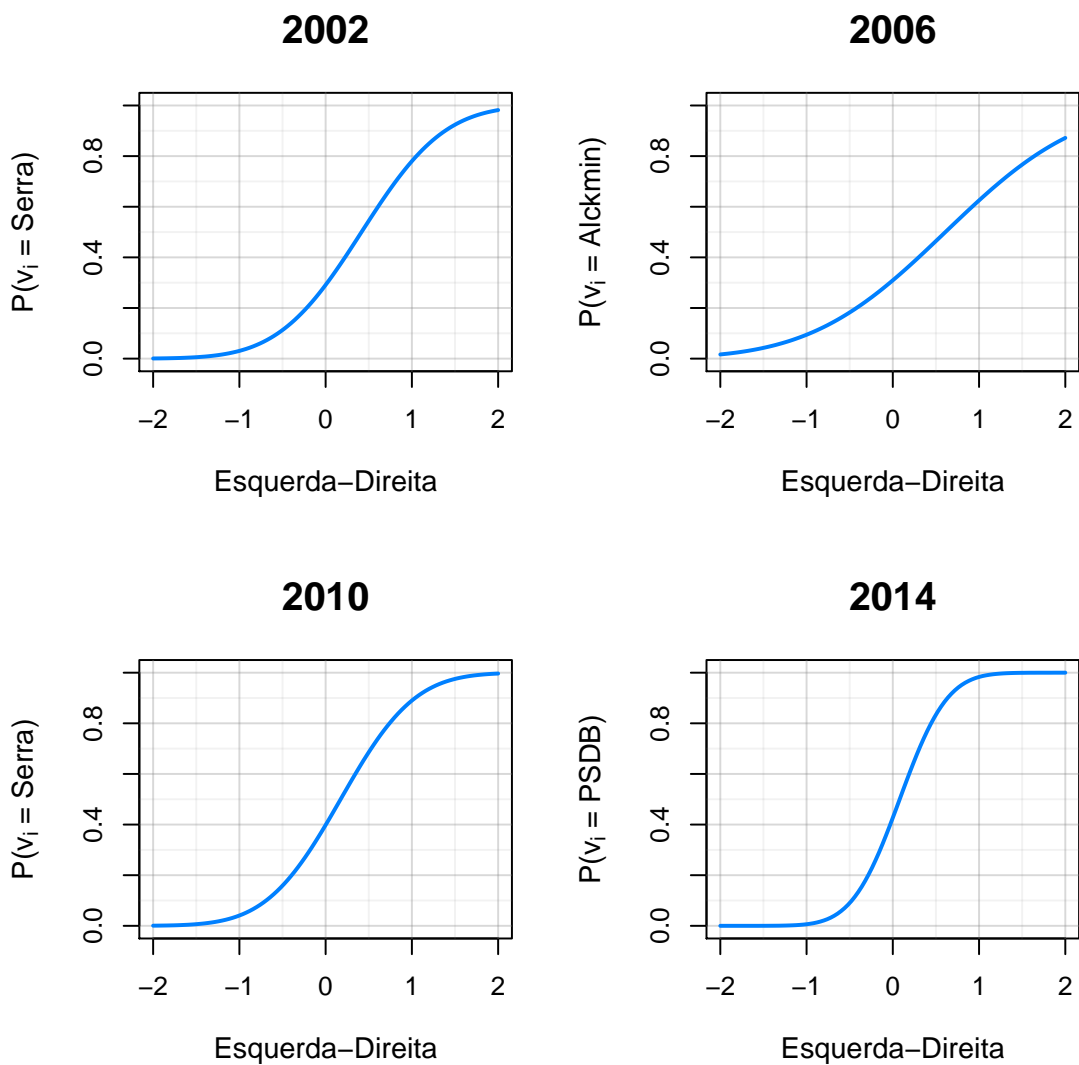 2002
P(vᵢ = Serra)
0.0 0.4 0.8
−2 −1 0 1 2
Esquerda−Direita
2006
P(vᵢ = Alckmin)
0.0 0.4 0.8
−2 −1 0 1 2
Esquerda−Direita
2010
P(vᵢ = Serra)
0.0 0.4 0.8
−2 −1 0 1 2
Esquerda−Direita
2014
P(vᵢ = PSDB)
0.0 0.4 0.8
−2 −1 0 1 2
Esquerda−Direita